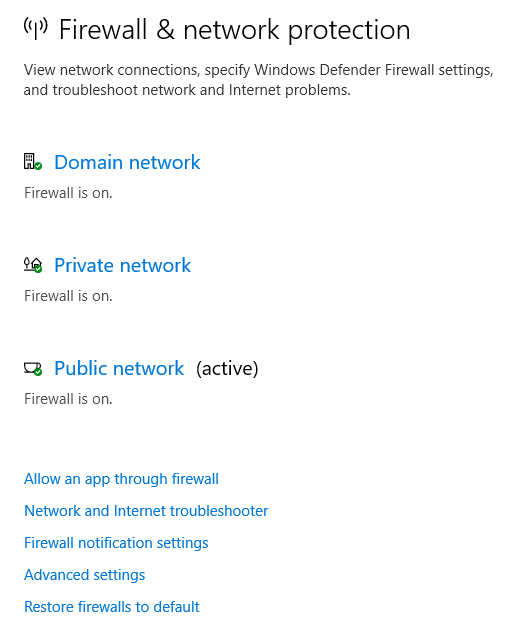 Firewall & network protection
View network connections, specify Windows Defender Firewall settings,
and troubleshoot network and Internet problems.
Domain network
Firewall is on.
Private network
Firewall is on.
Public network (active)
Firewall is on.
Allow an app through firewall
Network and Internet troubleshooter
Firewall notification settings
Advanced settings
Restore firewalls to default